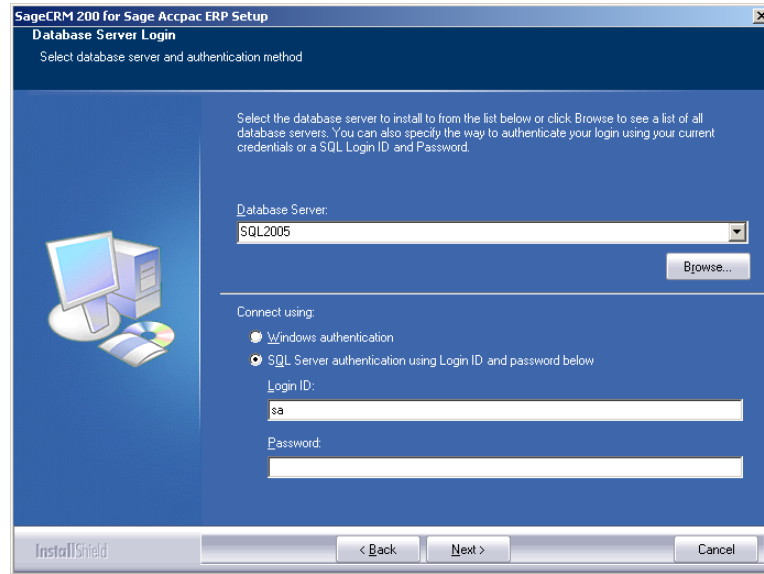 SageCRM 200 for Sage Accpac ERP Setup
Database Server Login
Select database server and authentication method
Select the database server to install to from the list below or click Browse to see a list of all
database servers. You can also specify the way to authenticate your login using your current
credentials or a SQL Login ID and Password.
Database Server:
SQL2005
Browse...
Connect using:
Windows authentication
SQL Server authentication using Login ID and password below
Login ID:
sa
Password:
InstallShield
< Back
Next >
Cancel